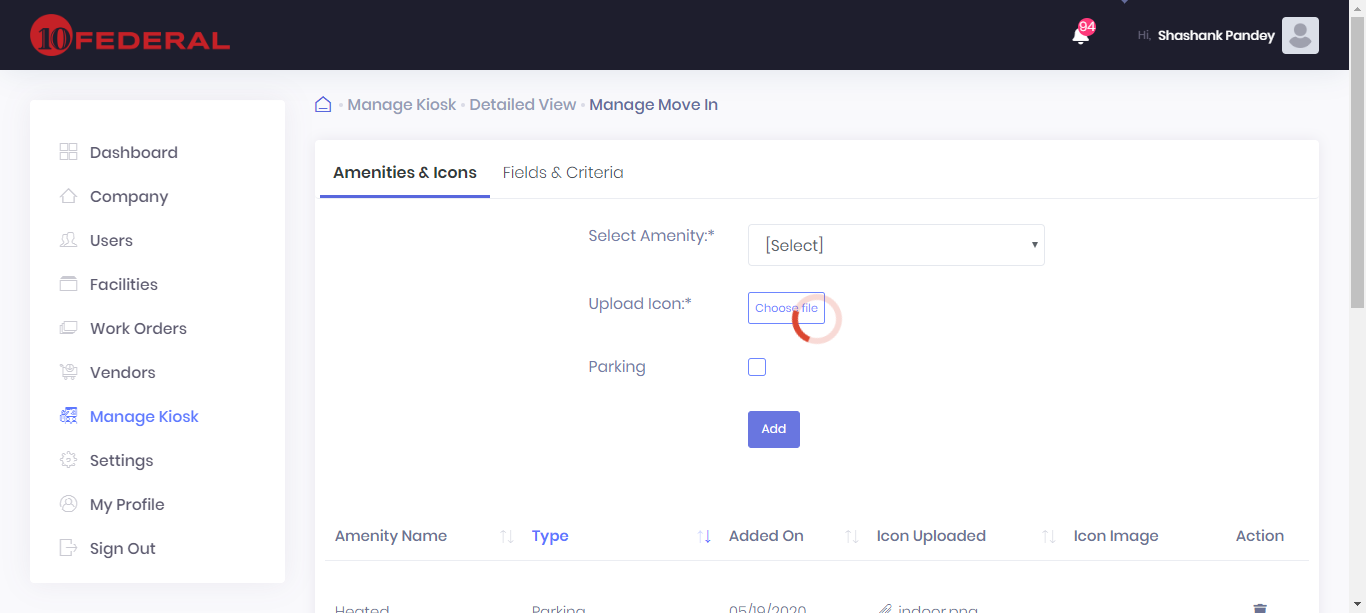 10 FEDERAL
94
Hi, Shashank Pandey
Manage Kiosk • Detailed View • Manage Move In
Dashboard
Company
Users
Facilities
Work Orders
Vendors
Manage Kiosk
Settings
My Profile
Sign Out
Amenities & Icons Fields & Criteria
Select Amenity:* [Select]
Upload Icon:* Choose file
Parking
Add
Amenity Name Type Added On Icon Uploaded Icon Image Action
Heated Parking 05/19/2020 indoor.png